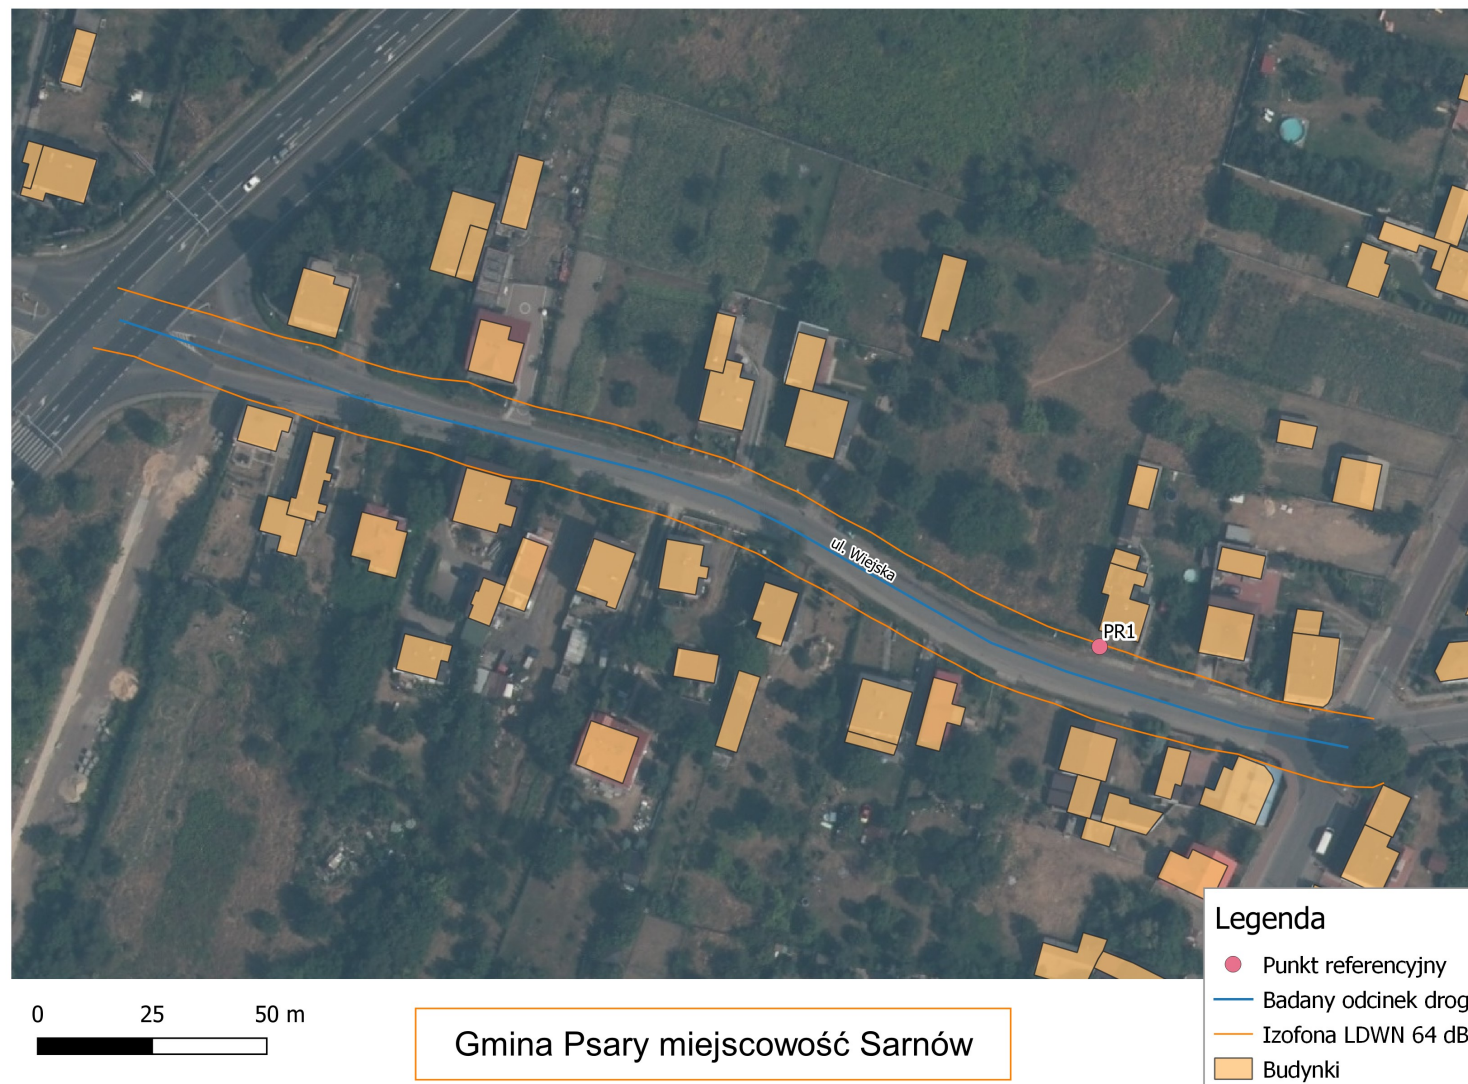 ul. Wiejska
PR1
Legenda
Punkt referencyjny
Badany odcinek drog
Izofona LDWN 64 dB
Budynki
0 25 50 m
Gmina Psary miejscowość Sarnów